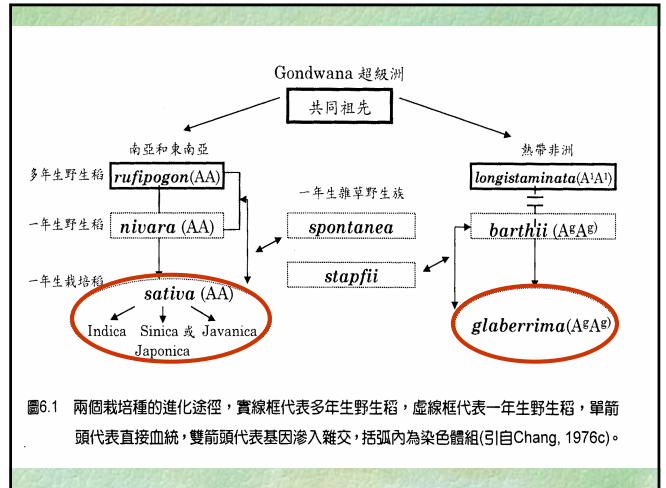 Gondwana 超級洲
共同祖先
南亞和東南亞
熱帶非洲
多年生野生稻
rufipogon(AA)
longistaminata(A¹A¹)
一年生雜草野生族
一年生野生稻
nivara (AA)
spontanea
barthii (AᵍAᵍ)
stapfii
一年生栽培稻
sativa (AA)
Indica Sinica 或 Javanica
Japonica
glaberrima(AᵍAᵍ)
圖6.1 兩個栽培種的進化途徑,實線框代表多年生野生稻,虛線框代表一年生野生稻,單箭
頭代表直接血統,雙箭頭代表基因滲入雜交,括弧內為染色體組(引自Chang, 1976c)。